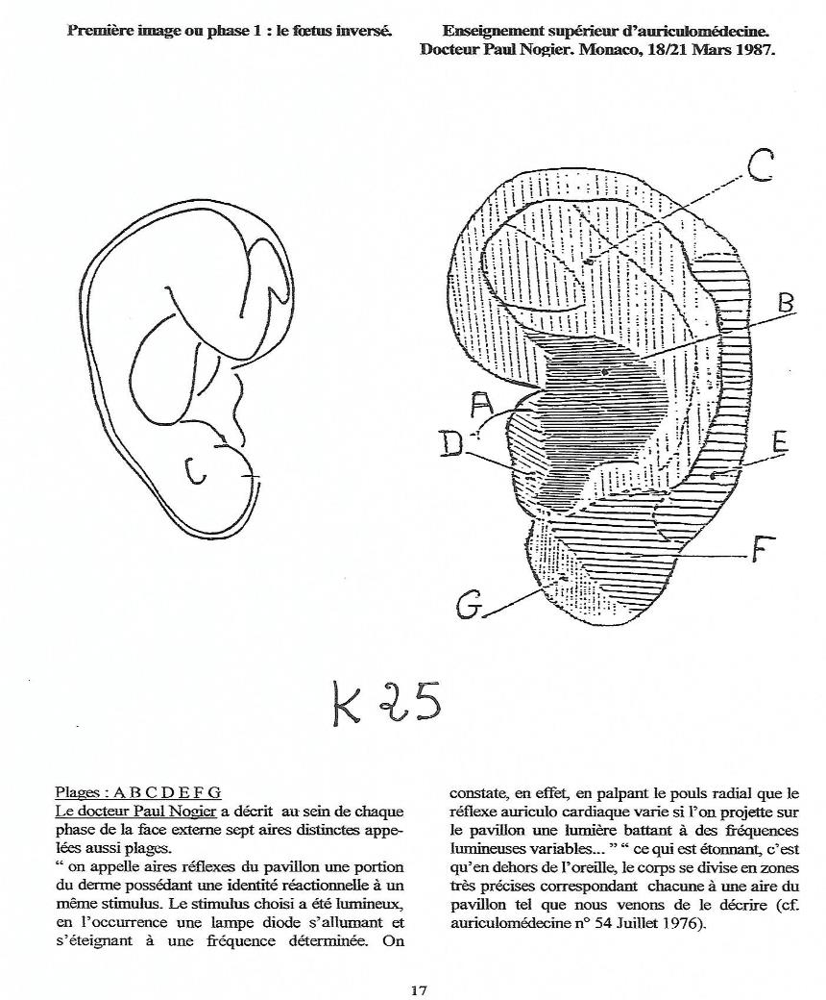 Première image ou phase 1 : le fœtus inversé.
Enseignement supérieur d'auriculomédecine.
Docteur Paul Nogier. Monaco, 18/21 Mars 1987.
C
B
A
D
E
F
G
K 25
Plages : A B C D E F G
Le docteur Paul Nogier a décrit au sein de chaque
phase de la face externe sept aires distinctes appe-
lées aussi plages.
“ on appelle aires réflexes du pavillon une portion
du derme possédant une identité réactionnelle à un
même stimulus. Le stimulus choisi a été lumineux,
en l'occurrence une lampe diode s'allumant et
s'éteignant à une fréquence déterminée. On
constate, en effet, en palpant le pouls radial que le
réflexe auriculo cardiaque varie si l'on projette sur
le pavillon une lumière battant à des fréquences
lumineuses variables... ” “ ce qui est étonnant, c'est
qu'en dehors de l'oreille, le corps se divise en zones
très précises correspondant chacune à une aire du
pavillon tel que nous venons de le décrire (cf.
auriculomédecine n° 54 Juillet 1976).
17